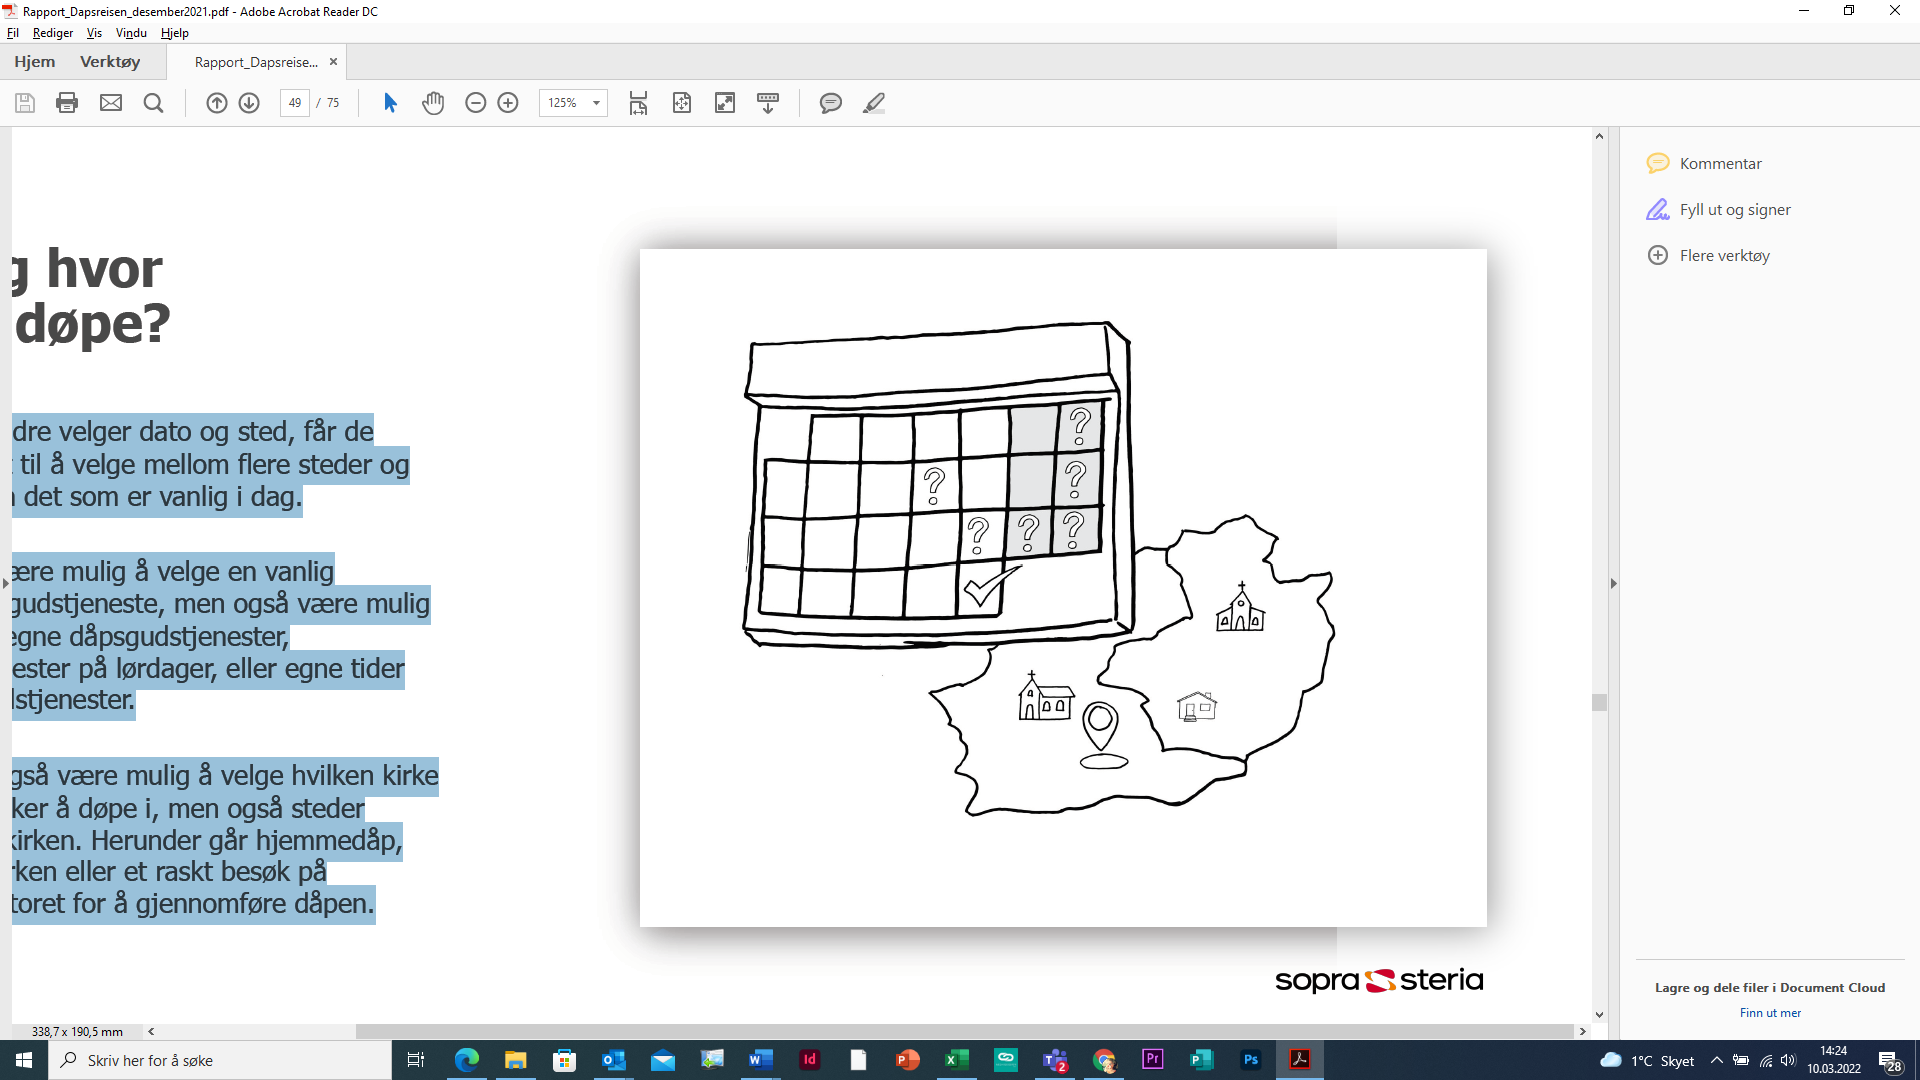 Rapport_Dapsreisen_desember2021.pdf - Adobe Acrobat Reader DC
Fil Rediger Vis Vindu Hjelp
Hjem Verktøy Rapport_Dapsreise... ×
49 / 75 125%
Kommentar
Fyll ut og signer
Flere verktøy
g hvor
døpe?
dre velger dato og sted, får de
til å velge mellom flere steder og
det som er vanlig i dag.
ære mulig å velge en vanlig
gudstjeneste, men også være mulig
egne dåpsgudstjenester,
ester på lørdager, eller egne tider
stjenester.
gså være mulig å velge hvilken kirke
ker å døpe i, men også steder
kirken. Herunder går hjemmedåp,
rken eller et raskt besøk på
toret for å gjennomføre dåpen.
?
? ?
? ? ?
sopra steria
Lagre og dele filer i Document Cloud
Finn ut mer
338,7 x 190,5 mm
Skriv her for å søke
1°C Skyet
14:24
10.03.2022
28